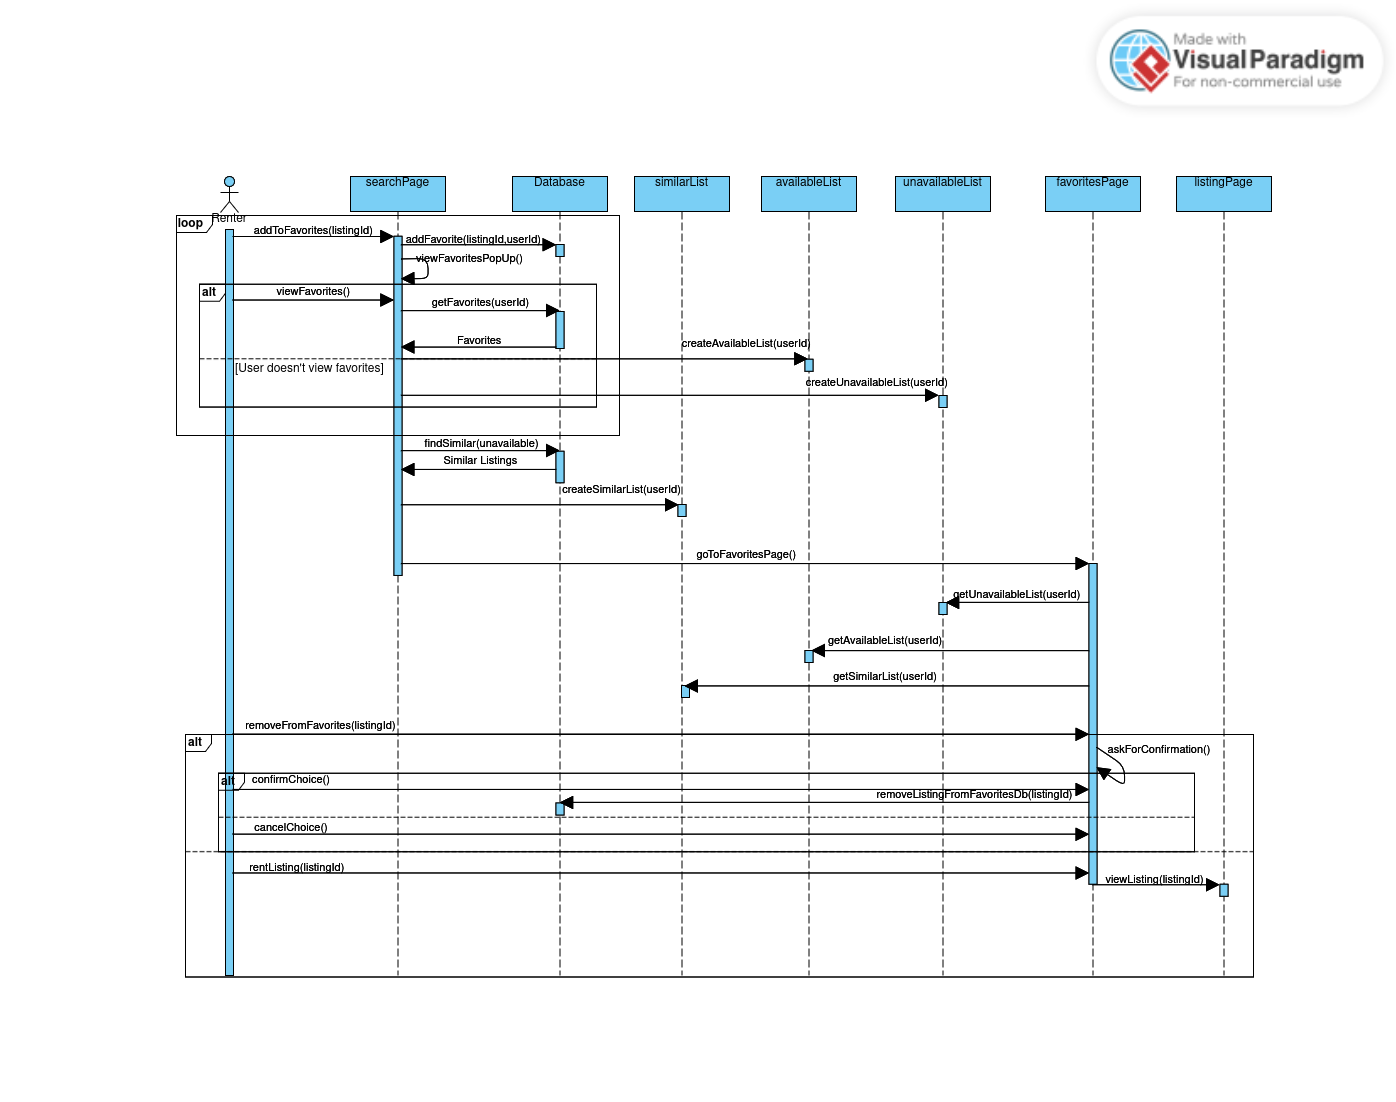 Made with
Visual Paradigm
For non-commercial use
searchPage
Database
similarList
availableList
unavailableList
favoritesPage
listingPage
Renter
loop
addToFavorites(listingId)
addFavorite(listingId,userId)
viewFavoritesPopUp()
alt
viewFavorites()
getFavorites(userId)
Favorites
createAvailableList(userId)
[User doesn't view favorites]
createUnavailableList(userId)
findSimilar(unavailable)
Similar Listings
createSimilarList(userId)
goToFavoritesPage()
getUnavailableList(userId)
getAvailableList(userId)
getSimilarList(userId)
removeFromFavorites(listingId)
alt
askForConfirmation()
alt
confirmChoice()
removeListingFromFavoritesDb(listingId)
cancelChoice()
rentListing(listingId)
viewListing(listingId)